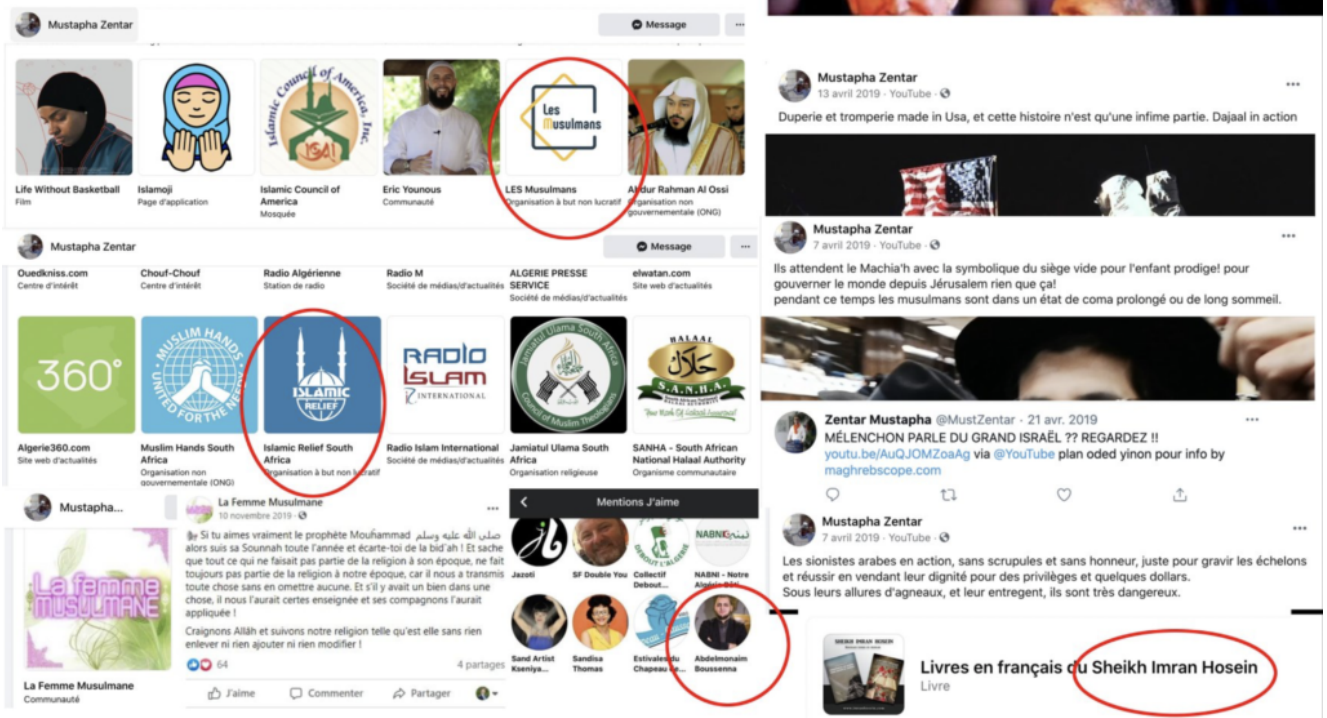 Mustapha Zentar
Message
...
Islamic Council of America, Inc.
ISAI
Les
Musulmans
Life Without Basketball
Film
Islamoji
Page d'application
Islamic Council of
America
Mosquée
Eric Younous
Communauté
LES Musulmans
Organisation à but non lucratif
Abdur Rahman Al Ossi
Organisation non
gouvernementale (ONG)
Mustapha Zentar
Message
...
Ouedkniss.com
Centre d'intérêt
Chouf-Chouf
Centre d'intérêt
Radio Algérienne
Station de radio
Radio M
Société de médias/d'actualités
ALGERIE PRESSE
SERVICE
Société de médias/d'actualités
elwatan.com
Site web d'actualités
360°
MUSLIM HANDS
UNITED FOR THE NEEDY
ISLAMIC
RELIEF
RADIO
ISLAM
INTERNATIONAL
Jamiatul Ulama South Africa
Council of Muslim Theologians
HALAAL
حلال
S.A.N.H.A.
Algerie360.com
Site web d'actualités
Muslim Hands South
Africa
Organisation non
gouvernementale (ONG)
Islamic Relief South
Africa
Organisation à but non lucratif
Radio Islam International
Société de médias/d'actualités
Jamiatul Ulama South
Africa
Organisation religieuse
SANHA - South African
National Halaal Authority
Organisme communautaire
Mustapha...
La femme
MUSULMANE
La Femme Musulmane
Communauté
La Femme Musulmane
10 novembre 2019
...
Si tu aimes vraiment le prophète Mouhammad صلى الله عليه وسلم
alors suis sa Sounnah toute l'année et écarte-toi de la bid'ah ! Et sache
que tout ce qui ne faisait pas partie de la religion à son époque, ne fait
toujours pas partie de la religion à notre époque, car il nous a transmis
toute chose sans en omettre aucune. Et s'il y avait un bien dans une
chose, il nous l'aurait certes enseignée et ses compagnons l'aurait
appliquée !
Craignons Allâh et suivons notre religion telle qu'est elle sans rien
enlever ni rien ajouter ni rien modifier !
64
4 partages
J'aime
Commenter
Partager
Mentions J'aime
NABNI
Jazoti
SF Double You
Collectif
Debout...
NABNI - Notre
Sand Artist
Kseniya...
Sandisa
Thomas
Estivales du
Chapeau de...
Abdelmonaim
Boussenna
Mustapha Zentar
13 avril 2019 · YouTube ·
...
Duperie et tromperie made in Usa, et cette histoire n'est qu'une infime partie. Dajaal in action
Mustapha Zentar
7 avril 2019 · YouTube ·
...
Ils attendent le Machia'h avec la symbolique du siège vide pour l'enfant prodige! pour
gouverner le monde depuis Jérusalem rien que ça!
pendant ce temps les musulmans sont dans un état de coma prolongé ou de long sommeil.
Zentar Mustapha @MustZentar · 21 avr. 2019
...
MÉLENCHON PARLE DU GRAND ISRAËL ?? REGARDEZ !!
youtu.be/AuQJOMZoaAg via @YouTube plan oded yinon pour info by
maghrebscope.com
Mustapha Zentar
7 avril 2019 · YouTube ·
...
Les sionistes arabes en action, sans scrupules et sans honneur, juste pour gravir les échelons
et réussir en vendant leur dignité pour des privilèges et quelques dollars.
Sous leurs allures d'agneaux, et leur entregent, ils sont très dangereux.
SHEIKH IMRAN HOSEIN
Livres en français du Sheikh Imran Hosein
Livre